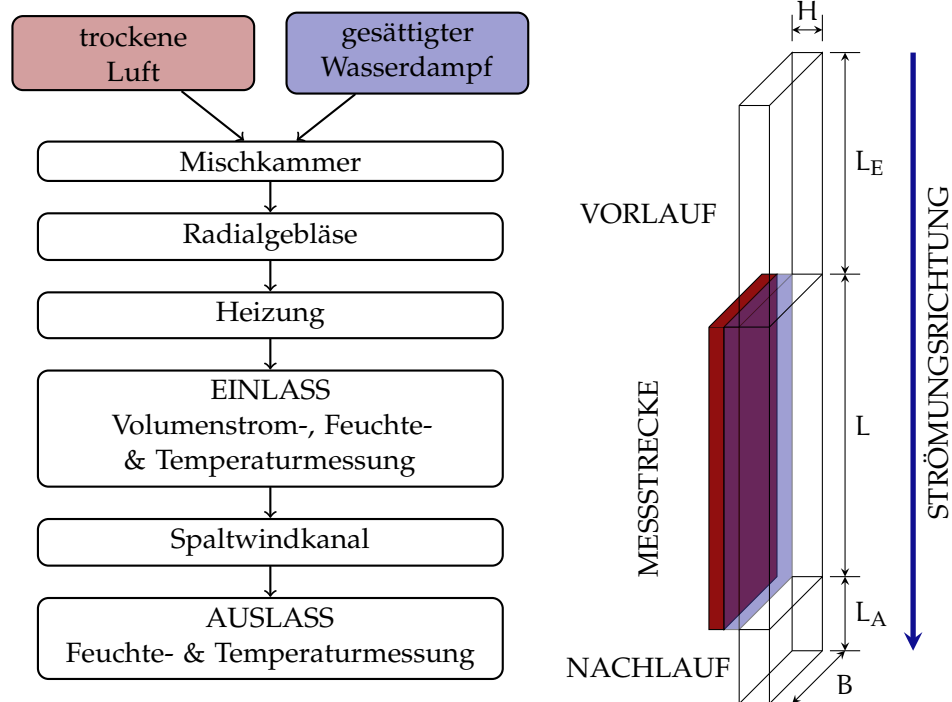 trockene
Luft
gesättigter
Wasserdampf
Mischkammer
Radialgebläse
Heizung
EINLASS
Volumenstrom-, Feuchte-
& Temperaturmessung
Spaltwindkanal
AUSLASS
Feuchte- & Temperaturmessung
H
L_E
VORLAUF
L
MESSSTRECKE
STRÖMUNGSRICHTUNG
L_A
NACHLAUF
B